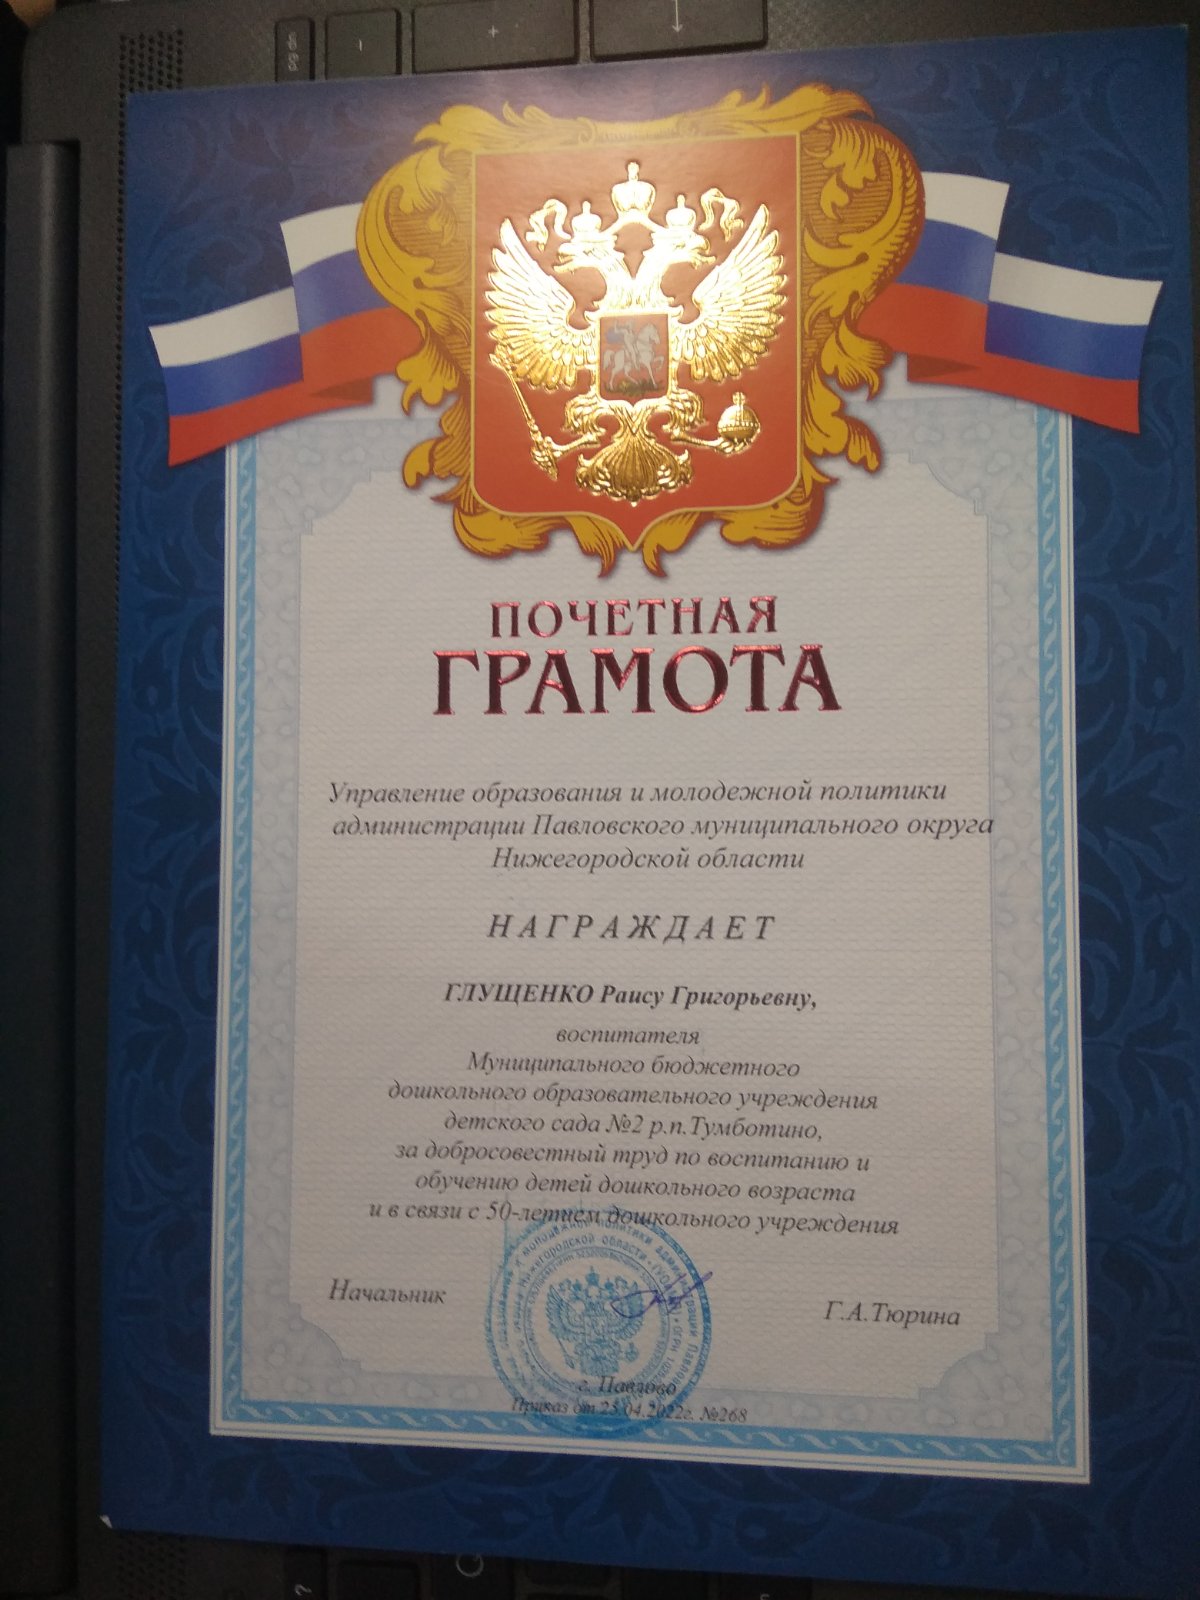 pg dn
-
+
ПОЧЕТНАЯ
ГРАМОТА
Управление образования и молодежной политики
администрации Павловского муниципального округа
Нижегородской области
НАГРАЖДАЕТ
ГЛУЩЕНКО Раису Григорьевну,
воспитателя
Муниципального бюджетного
дошкольного образовательного учреждения
детского сада №2 р.п.Тумботино,
за добросовестный труд по воспитанию и
обучению детей дошкольного возраста
и в связи с 50-летием дошкольного учреждения
Начальник
Г.А.Тюрина
г. Павлово
Приказ от 25.04.2022г. №268